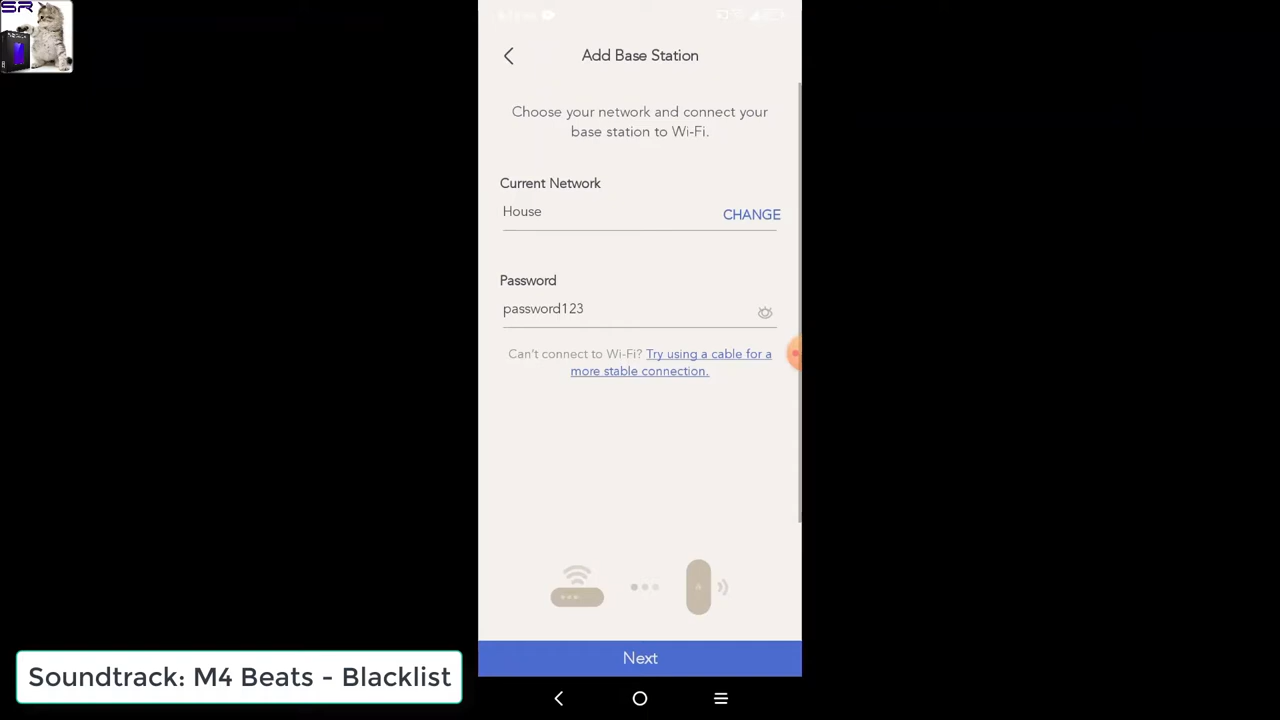 SR
Add Base Station
Choose your network and connect your
base station to Wi-Fi.
Current Network
House
CHANGE
Password
password123
Can't connect to Wi-Fi? Try using a cable for a
more stable connection.
Next
Soundtrack: M4 Beats - Blacklist